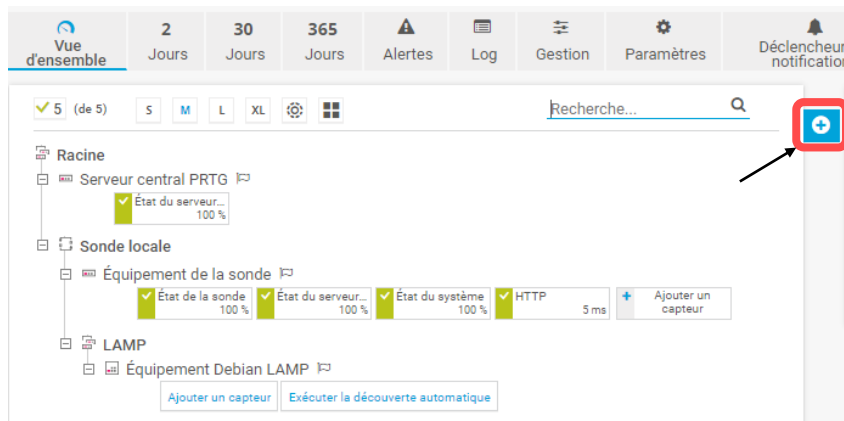 Vue d'ensemble
2 Jours
30 Jours
365 Jours
Alertes
Log
Gestion
Paramètres
Déclencheur
notification
5 (de 5)
S M L XL
Recherche...
Racine
Serveur central PRTG
État du serveur...
100 %
Sonde locale
Équipement de la sonde
État de la sonde
100 %
État du serveur...
100 %
État du système
100 %
HTTP
5 ms
Ajouter un capteur
LAMP
Équipement Debian LAMP
Ajouter un capteur
Exécuter la découverte automatique